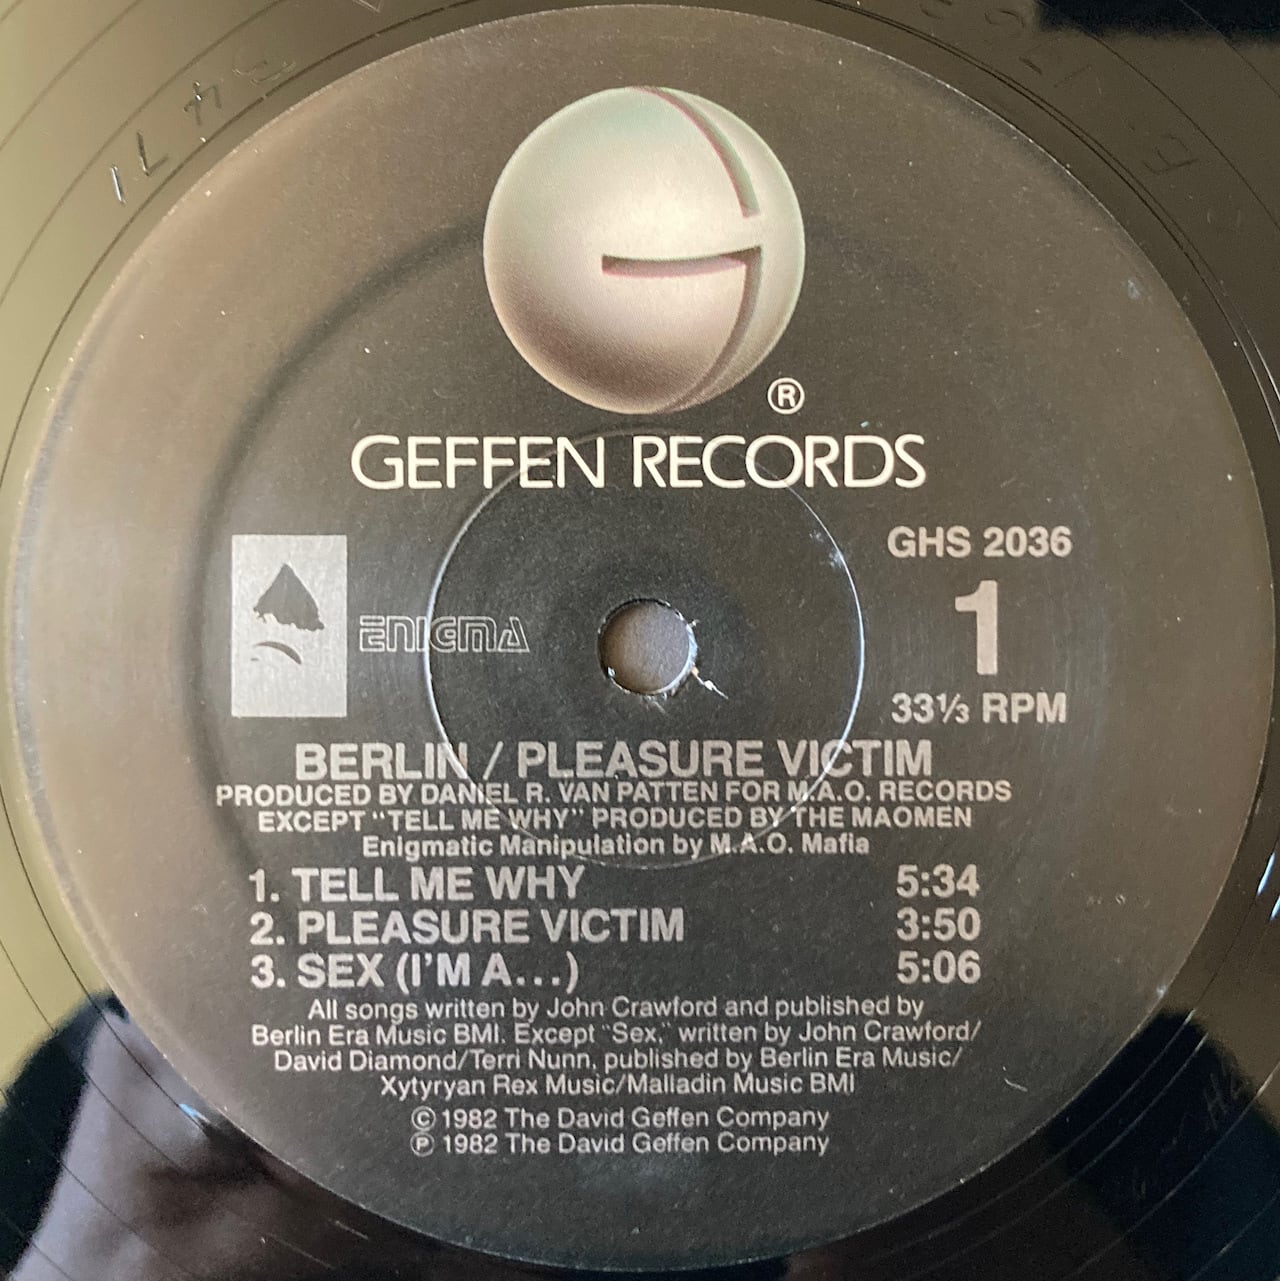 ®
GEFFEN RECORDS
GHS 2036
1
ENIGMA
33⅓ RPM
BERLIN / PLEASURE VICTIM
PRODUCED BY DANIEL R. VAN PATTEN FOR M.A.O. RECORDS
EXCEPT "TELL ME WHY" PRODUCED BY THE MAOMEN
Enigmatic Manipulation by M.A.O. Mafia
1. TELL ME WHY 5:34
2. PLEASURE VICTIM 3:50
3. SEX (I'M A...) 5:06
All songs written by John Crawford and published by
Berlin Era Music BMI. Except "Sex," written by John Crawford/
David Diamond/Terri Nunn, published by Berlin Era Music/
Xytyryan Rex Music/Malladin Music BMI
© 1982 The David Geffen Company
℗ 1982 The David Geffen Company